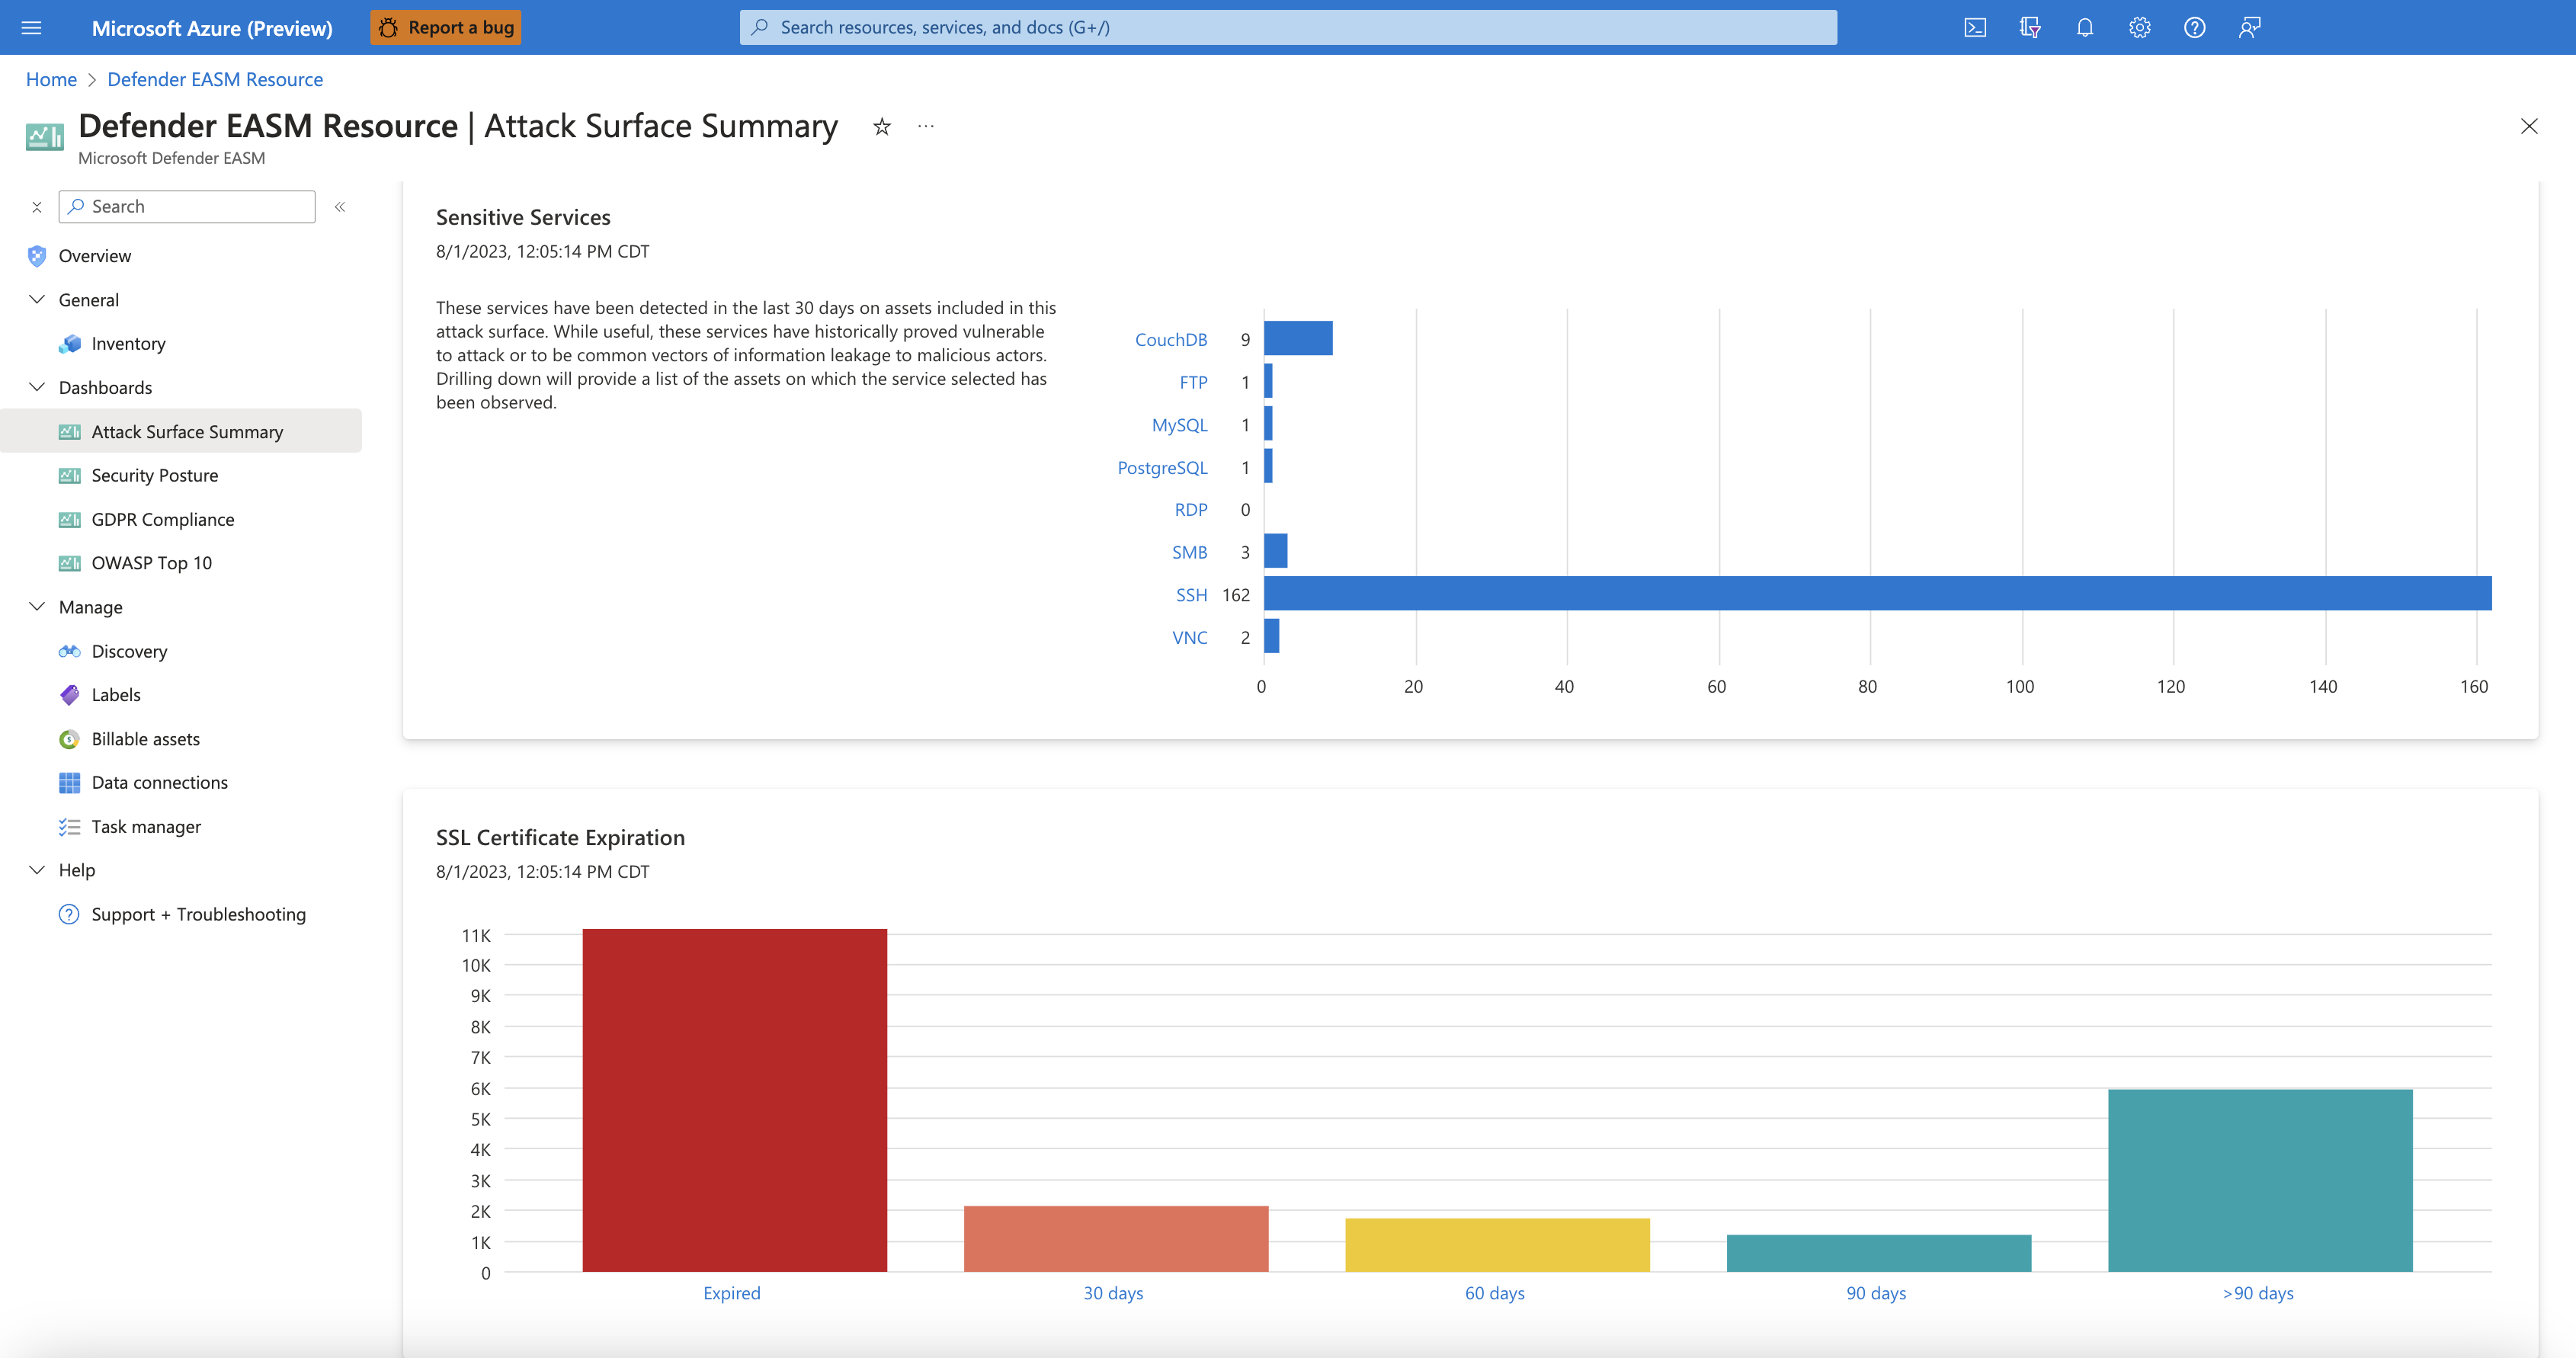 Microsoft Azure (Preview)
Report a bug
Search resources, services, and docs (G+/)
Home > Defender EASM Resource
Defender EASM Resource | Attack Surface Summary
Microsoft Defender EASM
Search
Overview
General
Inventory
Dashboards
Attack Surface Summary
Security Posture
GDPR Compliance
OWASP Top 10
Manage
Discovery
Labels
Billable assets
Data connections
Task manager
Help
Support + Troubleshooting
Sensitive Services
8/1/2023, 12:05:14 PM CDT
These services have been detected in the last 30 days on assets included in this
attack surface. While useful, these services have historically proved vulnerable
to attack or to be common vectors of information leakage to malicious actors.
Drilling down will provide a list of the assets on which the service selected has
been observed.
CouchDB 9
FTP 1
MySQL 1
PostgreSQL 1
RDP 0
SMB 3
SSH 162
VNC 2
0 20 40 60 80 100 120 140 160
SSL Certificate Expiration
8/1/2023, 12:05:14 PM CDT
11K
10K
9K
8K
7K
6K
5K
4K
3K
2K
1K
0
Expired 30 days 60 days 90 days >90 days